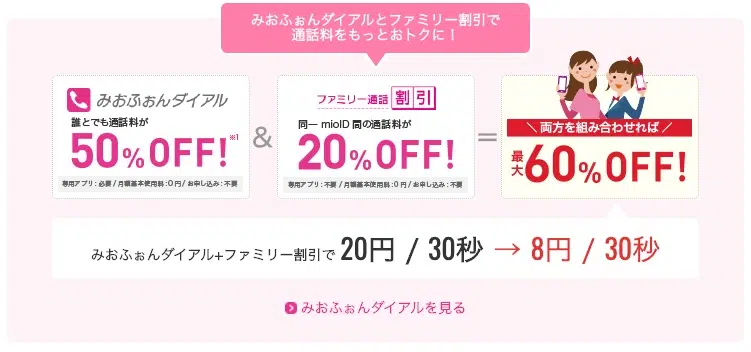 みおふぉんダイアルとファミリー割引で
通話料をもっとおトクに！
みおふぉんダイアル
誰とでも通話料が
50%OFF!※1
専用アプリ：必要 / 月額基本使用料：0円 / お申し込み：不要
&
ファミリー通話 割引
同一 mioID 間の通話料が
20%OFF!
専用アプリ：不要 / 月額基本使用料：0円 / お申し込み：不要
=
＼ 両方を組み合わせれば ／
最大60%OFF!
みおふぉんダイアル+ファミリー割引で 20円 / 30秒 → 8円 / 30秒
みおふぉんダイアルを見る